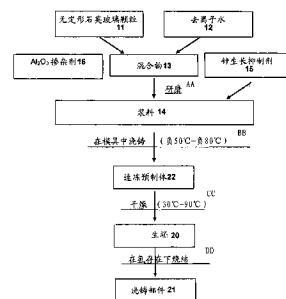 无定形石英玻璃颗粒
11
去离子水
12
Al₂O₃掺杂剂16
混合物13
生长抑制剂
15
研磨 AA
浆料 14
在模具中浇铸 (负50℃-负80℃) BB
速冻预制体22
干燥 (30℃-90℃) CC
生坯 20
在氦存在下烧结 DD
浇铸部件 21